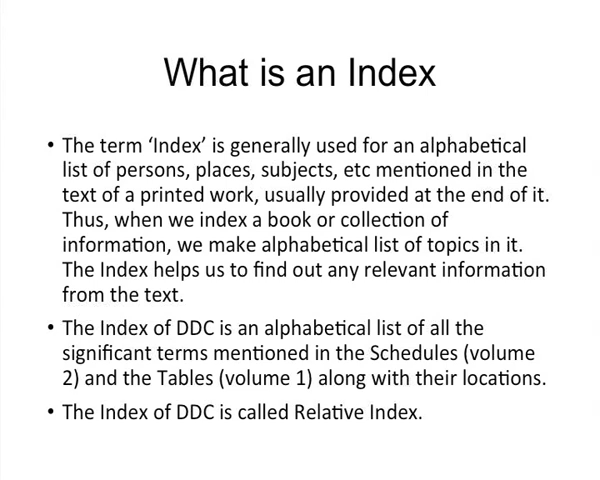 What is an Index
• The term ‘Index’ is generally used for an alphabetical
list of persons, places, subjects, etc mentioned in the
text of a printed work, usually provided at the end of it.
Thus, when we index a book or collection of
information, we make alphabetical list of topics in it.
The Index helps us to find out any relevant information
from the text.
• The Index of DDC is an alphabetical list of all the
significant terms mentioned in the Schedules (volume
2) and the Tables (volume 1) along with their locations.
• The Index of DDC is called Relative Index.